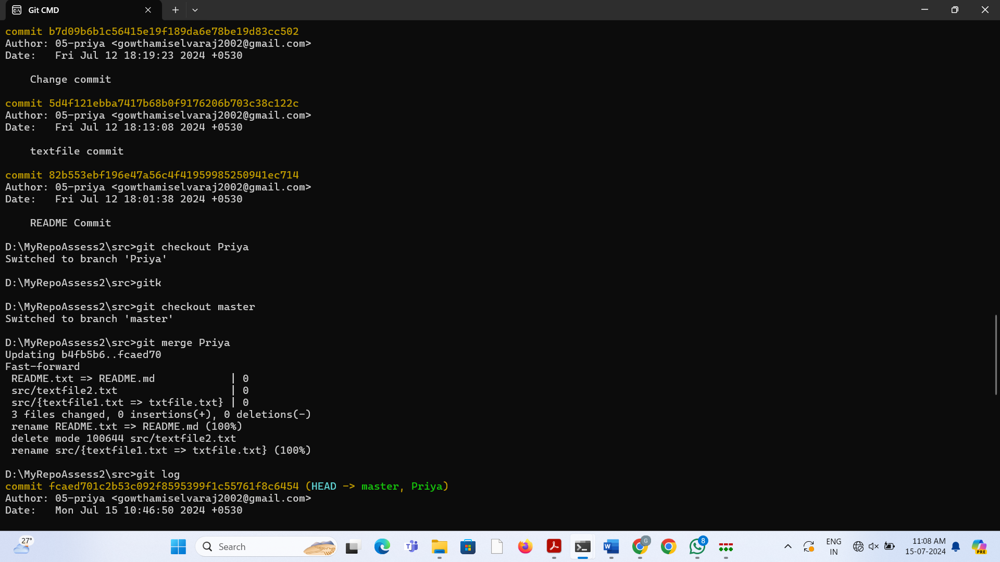 Git CMD
commit b7d09b6b1c56415e19f189da6e78be19d83cc502
Author: 05-priya <gowthamiselvaraj2002@gmail.com>
Date:   Fri Jul 12 18:19:23 2024 +0530
    Change commit
commit 5d4f121ebba7417b68b0f9176206b703c38c122c
Author: 05-priya <gowthamiselvaraj2002@gmail.com>
Date:   Fri Jul 12 18:13:08 2024 +0530
    textfile commit
commit 82b553ebf196e47a56c4f41959985250941ec714
Author: 05-priya <gowthamiselvaraj2002@gmail.com>
Date:   Fri Jul 12 18:01:38 2024 +0530
    README Commit
D:\MyRepoAssess2\src>git checkout Priya
Switched to branch 'Priya'
D:\MyRepoAssess2\src>gitk
D:\MyRepoAssess2\src>git checkout master
Switched to branch 'master'
D:\MyRepoAssess2\src>git merge Priya
Updating b4fb5b6..fcaed70
Fast-forward
 README.txt => README.md            | 0
 src/textfile2.txt                  | 0
 src/{textfile1.txt => txtfile.txt} | 0
 3 files changed, 0 insertions(+), 0 deletions(-)
 rename README.txt => README.md (100%)
 delete mode 100644 src/textfile2.txt
 rename src/{textfile1.txt => txtfile.txt} (100%)
D:\MyRepoAssess2\src>git log
commit fcaed701c2b53c092f8595399f1c55761f8c6454 (HEAD -> master, Priya)
Author: 05-priya <gowthamiselvaraj2002@gmail.com>
Date:   Mon Jul 15 10:46:50 2024 +0530
27°
Search
G
8
ENG
IN
11:08 AM
15-07-2024
PRE